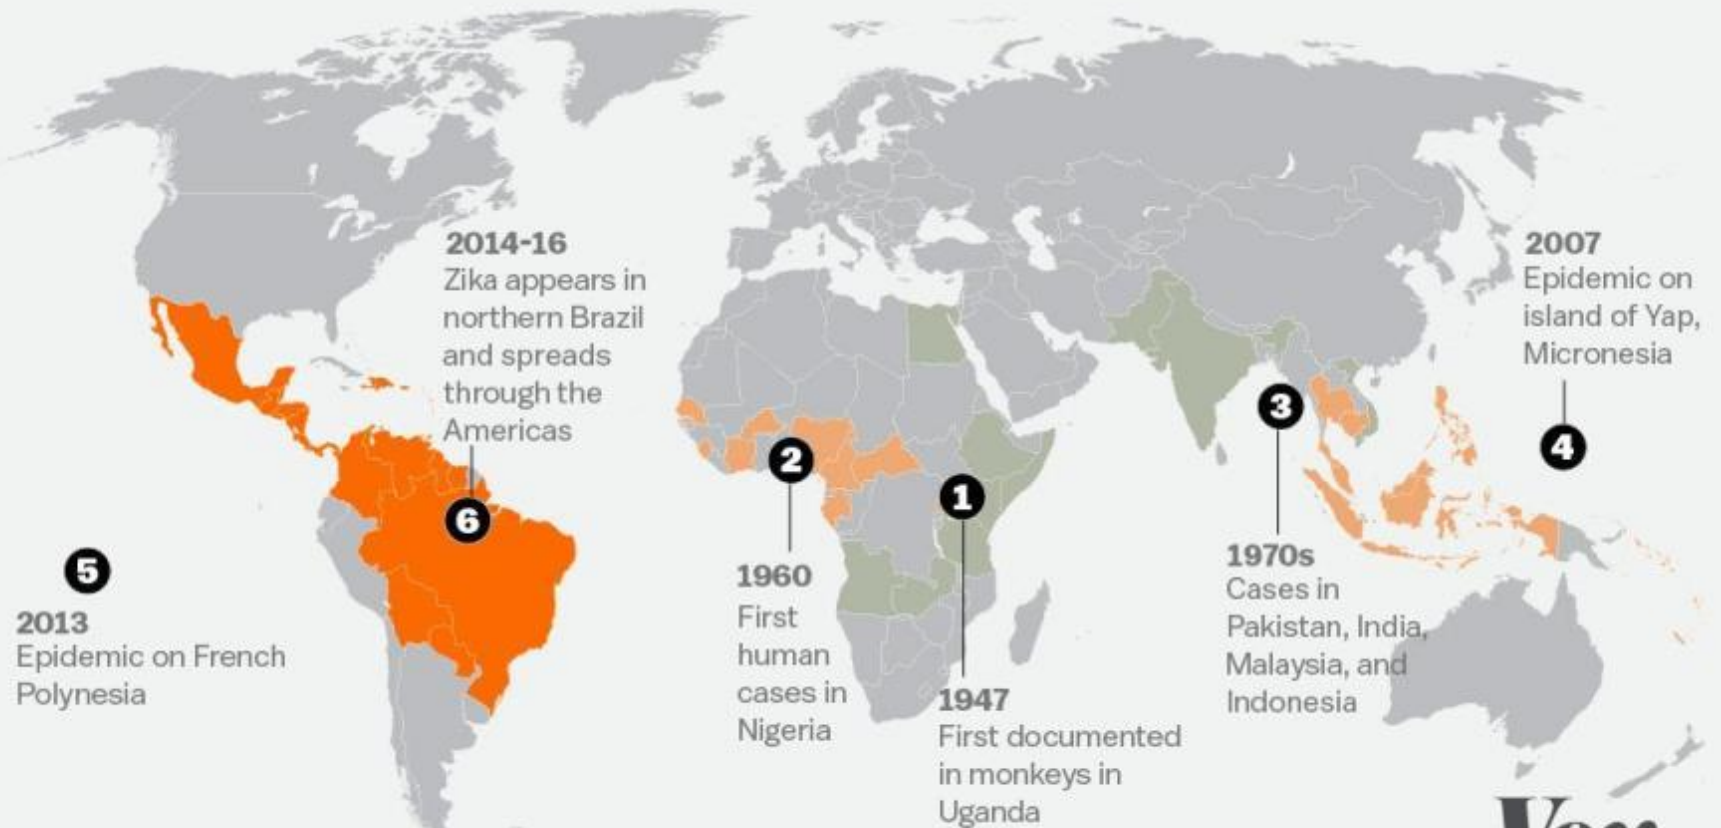 2014-16
Zika appears in
northern Brazil
and spreads
through the
Americas
2007
Epidemic on
island of Yap,
Micronesia
3
2
4
1
6
5
2013
Epidemic on French
Polynesia
1960
First
human
cases in
Nigeria
1947
First documented
in monkeys in
Uganda
1970s
Cases in
Pakistan, India,
Malaysia, and
Indonesia